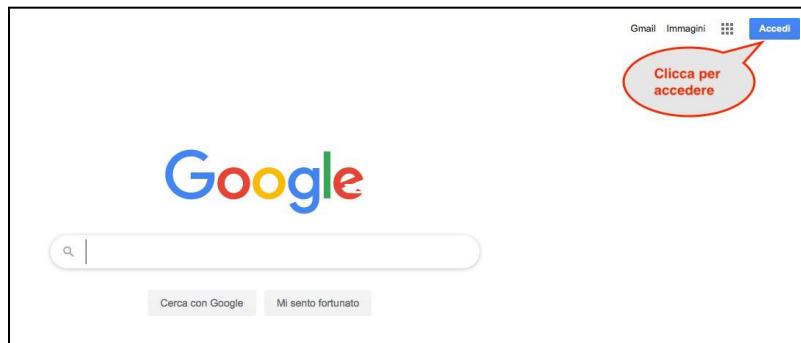 Gmail Immagini Accedi
Clicca per
accedere
Google
Cerca con Google Mi sento fortunato